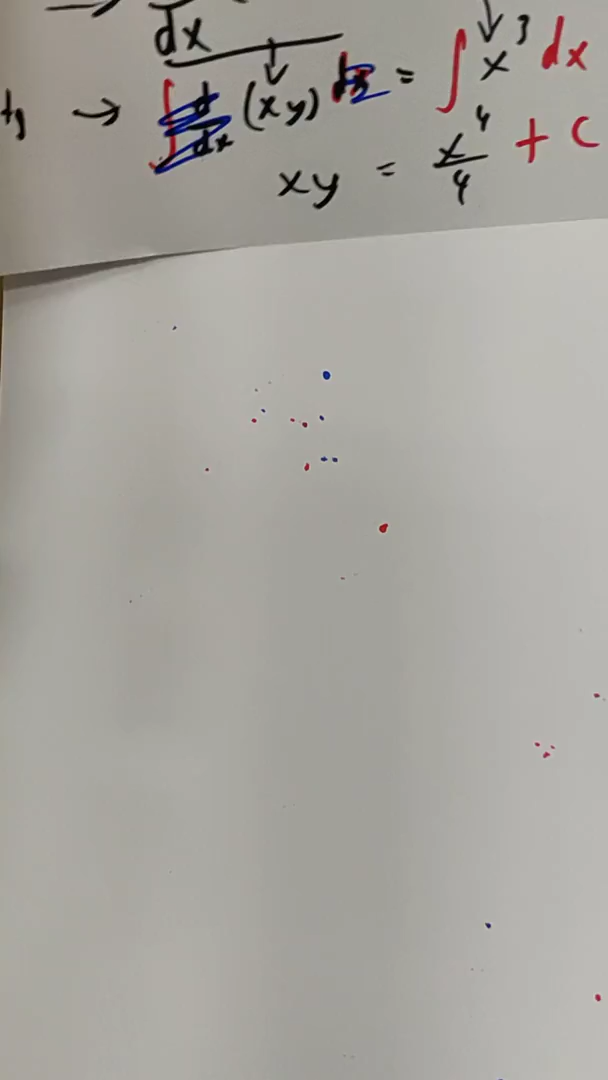 → dx
→ ∫ d/dx (xy) dx = ∫ x³ dx
xy = x⁴/4 + C